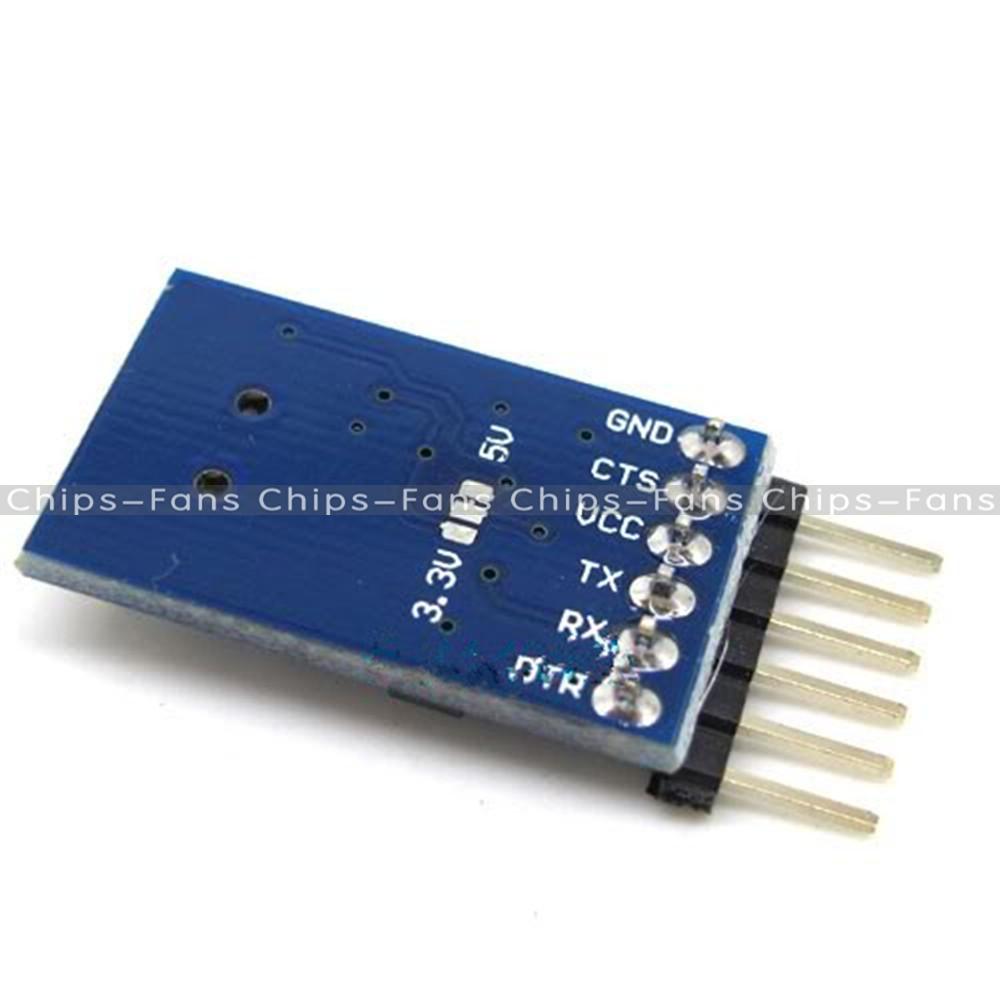 GND
5V
CTS
Chips-Fans Chips-Fans Chips-Fans Chips-Fans
VCC
3.3V
TX
RX
DTR